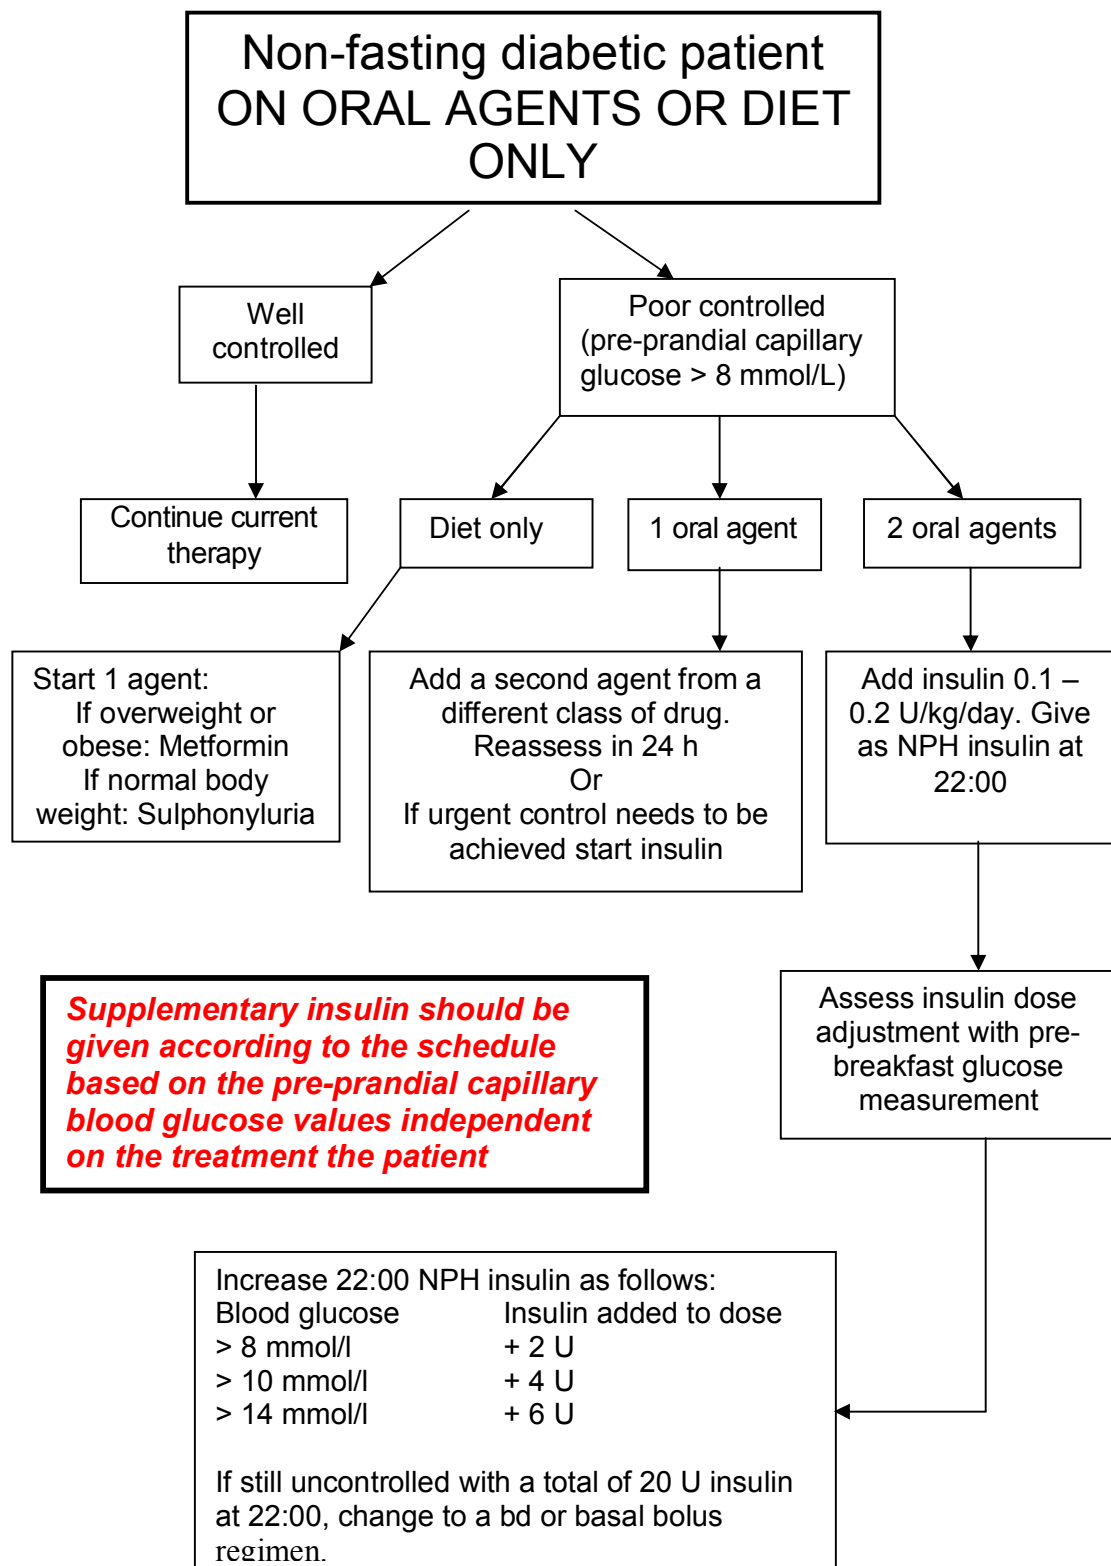 Non-fasting diabetic patient
ON ORAL AGENTS OR DIET
ONLY
Well
controlled
Poor controlled
(pre-prandial capillary
glucose > 8 mmol/L)
Continue current
therapy
Diet only
1 oral agent
2 oral agents
Start 1 agent:
If overweight or
obese: Metformin
If normal body
weight: Sulphonyluria
Add a second agent from a
different class of drug.
Reassess in 24 h
Or
If urgent control needs to be
achieved start insulin
Add insulin 0.1 –
0.2 U/kg/day. Give
as NPH insulin at
22:00
Supplementary insulin should be
given according to the schedule
based on the pre-prandial capillary
blood glucose values independent
on the treatment the patient
Assess insulin dose
adjustment with pre-
breakfast glucose
measurement
Increase 22:00 NPH insulin as follows:
Blood glucose Insulin added to dose
> 8 mmol/l + 2 U
> 10 mmol/l + 4 U
> 14 mmol/l + 6 U
If still uncontrolled with a total of 20 U insulin
at 22:00, change to a bd or basal bolus
regimen.